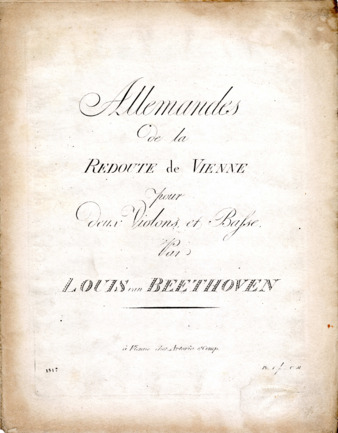 Allemandes
de la
REDOUTE de VIENNE
pour
deux Violons et Basse
Par
LOUIS van BEETHOVEN
à Vienne chez Artaria et Comp.